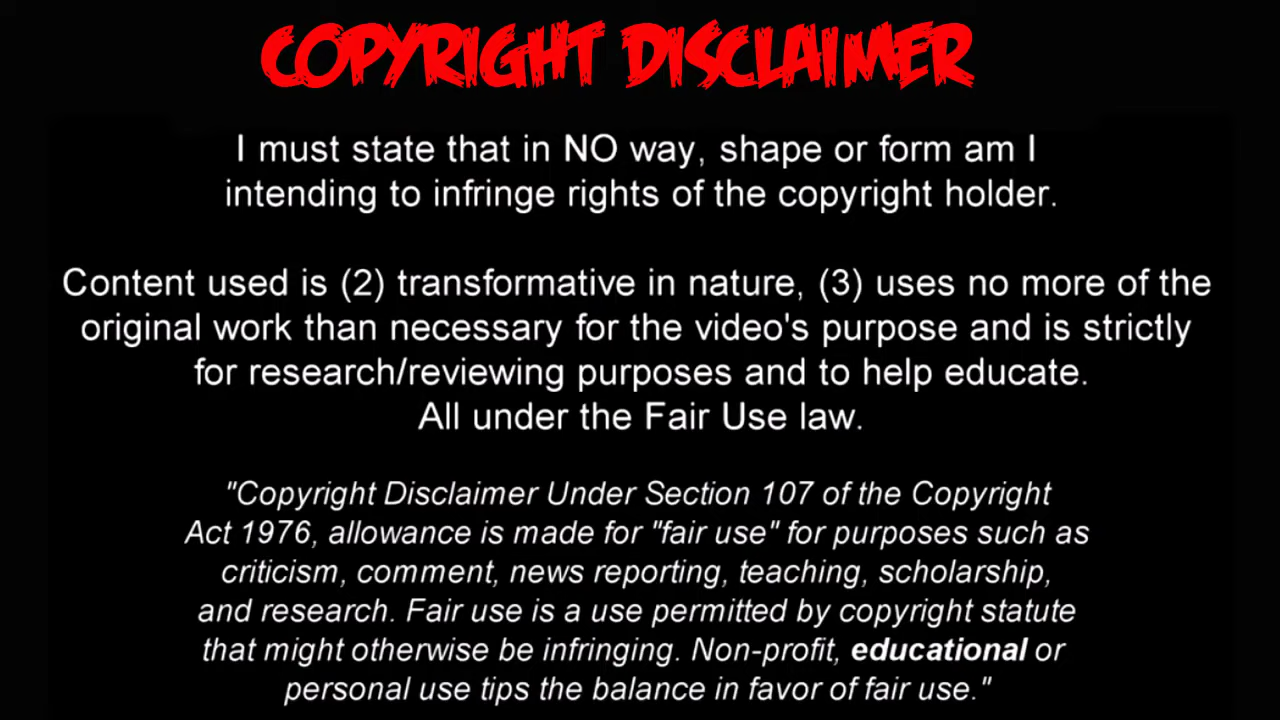 COPYRIGHT DISCLAIMER
I must state that in NO way, shape or form am I
intending to infringe rights of the copyright holder.
Content used is (2) transformative in nature, (3) uses no more of the
original work than necessary for the video's purpose and is strictly
for research/reviewing purposes and to help educate.
All under the Fair Use law.
"Copyright Disclaimer Under Section 107 of the Copyright
Act 1976, allowance is made for "fair use" for purposes such as
criticism, comment, news reporting, teaching, scholarship,
and research. Fair use is a use permitted by copyright statute
that might otherwise be infringing. Non-profit, educational or
personal use tips the balance in favor of fair use."